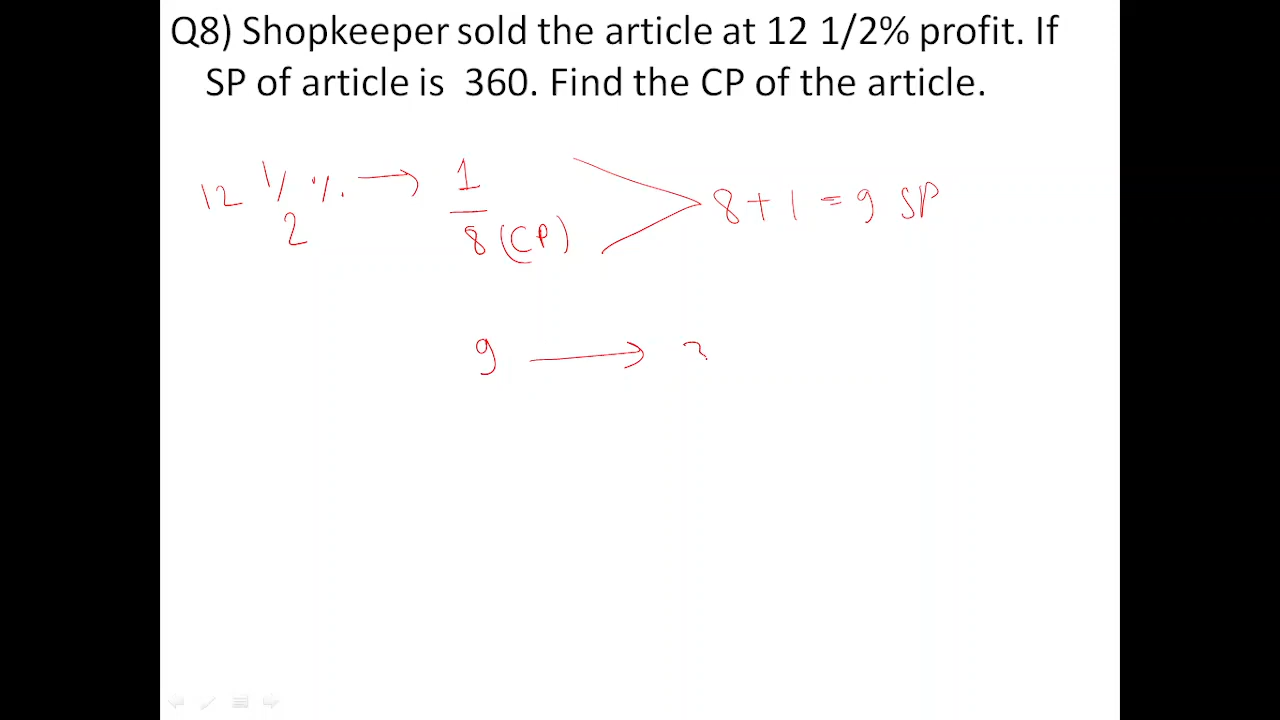 Q8) Shopkeeper sold the article at 12 1/2% profit. If
SP of article is 360. Find the CP of the article.
12 1/2 % → 1/8 (CP) 8 + 1 = 9 SP
9 →